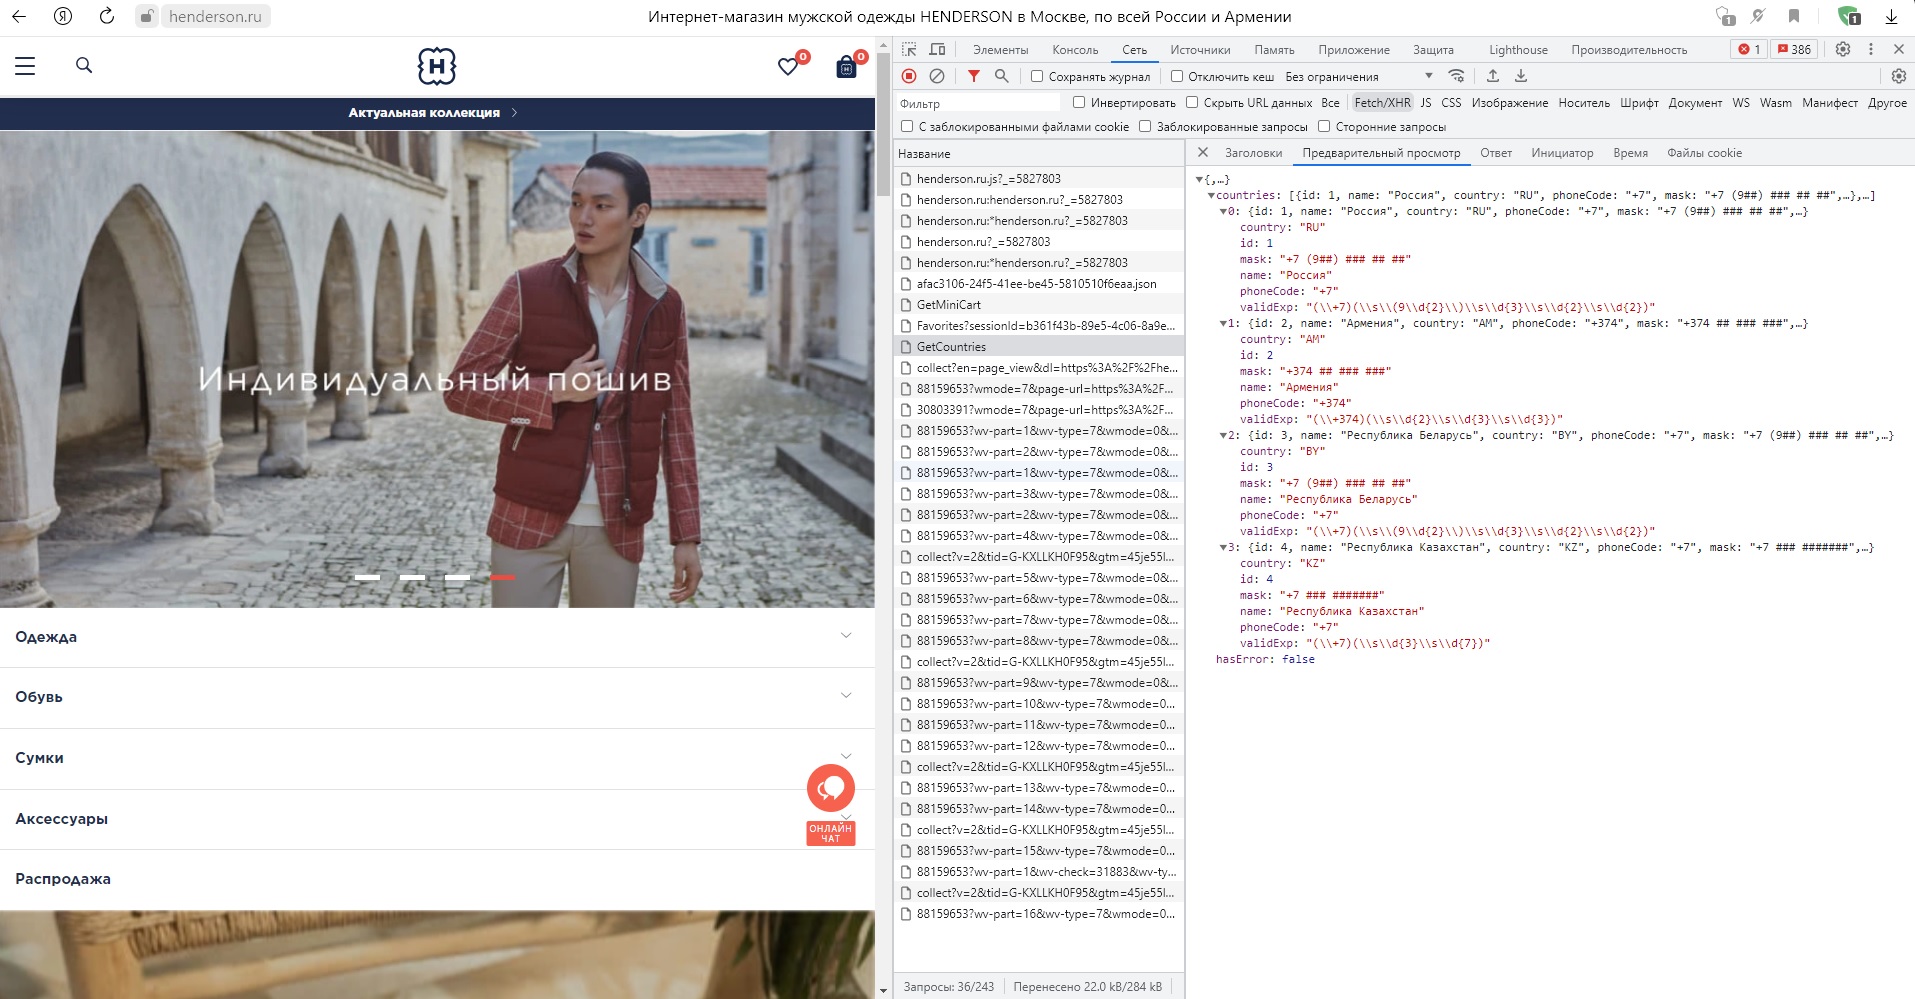 henderson.ru
Интернет-магазин мужской одежды HENDERSON в Москве, по всей России и Армении
1
1
H
0
H
0
Актуальная коллекция
Индивидуальный пошив
Одежда
Обувь
Сумки
Аксессуары
Распродажа
ОНЛАЙН
ЧАТ
Элементы Консоль Сеть Источники Память Приложение Защита Lighthouse Производительность 1 386
Сохранять журнал Отключить кеш Без ограничения
Фильтр Инвертировать Скрыть URL данных Все Fetch/XHR JS CSS Изображение Носитель Шрифт Документ WS Wasm Манифест Другое
С заблокированными файлами cookie Заблокированные запросы Сторонние запросы
Название
henderson.ru.js?_=5827803
henderson.ru:henderson.ru?_=5827803
henderson.ru:*henderson.ru?_=5827803
henderson.ru?_=5827803
henderson.ru:*henderson.ru?_=5827803
afac3106-24f5-41ee-be45-5810510f6eaa.json
GetMiniCart
Favorites?sessionId=b361f43b-89e5-4c06-8a9e...
GetCountries
collect?en=page_view&dl=https%3A%2F%2Fhe...
88159653?wmode=7&page-url=https%3A%2F...
30803391?wmode=7&page-url=https%3A%2F...
88159653?wv-part=1&wv-type=7&wmode=0&...
88159653?wv-part=2&wv-type=7&wmode=0&...
88159653?wv-part=1&wv-type=7&wmode=0&...
88159653?wv-part=3&wv-type=7&wmode=0&...
88159653?wv-part=2&wv-type=7&wmode=0&...
88159653?wv-part=4&wv-type=7&wmode=0&...
collect?v=2&tid=G-KXLLKH0F95&gtm=45je55l...
88159653?wv-part=5&wv-type=7&wmode=0&...
88159653?wv-part=6&wv-type=7&wmode=0&...
88159653?wv-part=7&wv-type=7&wmode=0&...
88159653?wv-part=8&wv-type=7&wmode=0&...
collect?v=2&tid=G-KXLLKH0F95&gtm=45je55l...
88159653?wv-part=9&wv-type=7&wmode=0&...
88159653?wv-part=10&wv-type=7&wmode=0...
88159653?wv-part=11&wv-type=7&wmode=0...
88159653?wv-part=12&wv-type=7&wmode=0...
collect?v=2&tid=G-KXLLKH0F95&gtm=45je55l...
88159653?wv-part=13&wv-type=7&wmode=0...
88159653?wv-part=14&wv-type=7&wmode=0...
collect?v=2&tid=G-KXLLKH0F95&gtm=45je55l...
88159653?wv-part=15&wv-type=7&wmode=0...
88159653?wv-part=1&wv-check=31883&wv-ty...
collect?v=2&tid=G-KXLLKH0F95&gtm=45je55l...
88159653?wv-part=16&wv-type=7&wmode=0...
Запросы: 36/243 Перенесено 22.0 kB/284 kB
Заголовки Предварительный просмотр Ответ Инициатор Время Файлы cookie
{,…}
countries: [{id: 1, name: "Россия", country: "RU", phoneCode: "+7", mask: "+7 (9##) ### ## ##",…},…]
0: {id: 1, name: "Россия", country: "RU", phoneCode: "+7", mask: "+7 (9##) ### ## ##",…}
country: "RU"
id: 1
mask: "+7 (9##) ### ## ##"
name: "Россия"
phoneCode: "+7"
validExp: "(\\+7)(\\s\\(9\\d{2}\\)\\s\\d{3}\\s\\d{2}\\s\\d{2})"
1: {id: 2, name: "Армения", country: "AM", phoneCode: "+374", mask: "+374 ## ### ###",…}
country: "AM"
id: 2
mask: "+374 ## ### ###"
name: "Армения"
phoneCode: "+374"
validExp: "(\\+374)(\\s\\d{2}\\s\\d{3}\\s\\d{3})"
2: {id: 3, name: "Республика Беларусь", country: "BY", phoneCode: "+7", mask: "+7 (9##) ### ## ##",…}
country: "BY"
id: 3
mask: "+7 (9##) ### ## ##"
name: "Республика Беларусь"
phoneCode: "+7"
validExp: "(\\+7)(\\s\\(9\\d{2}\\)\\s\\d{3}\\s\\d{2}\\s\\d{2})"
3: {id: 4, name: "Республика Казахстан", country: "KZ", phoneCode: "+7", mask: "+7 ### #######",…}
country: "KZ"
id: 4
mask: "+7 ### #######"
name: "Республика Казахстан"
phoneCode: "+7"
validExp: "(\\+7)(\\s\\d{3}\\s\\d{7})"
hasError: false